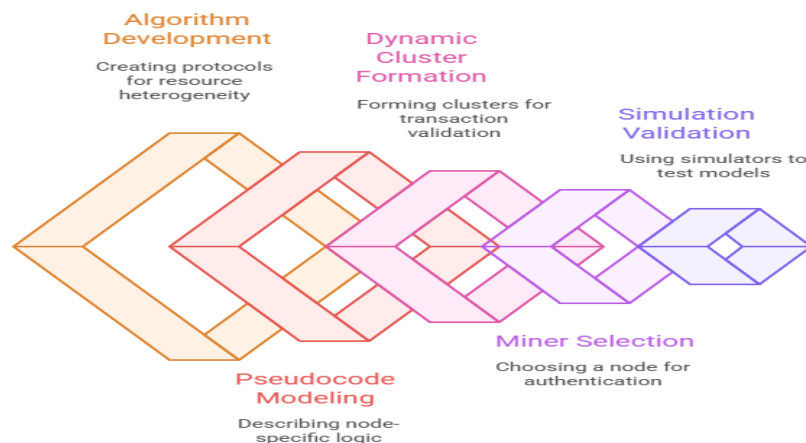 Algorithm
Development
Creating protocols
for resource
heterogeneity
Dynamic
Cluster
Formation
Forming clusters for
transaction
validation
Simulation
Validation
Using simulators to
test models
Pseudocode
Modeling
Describing node-
specific logic
Miner Selection
Choosing a node for
authentication